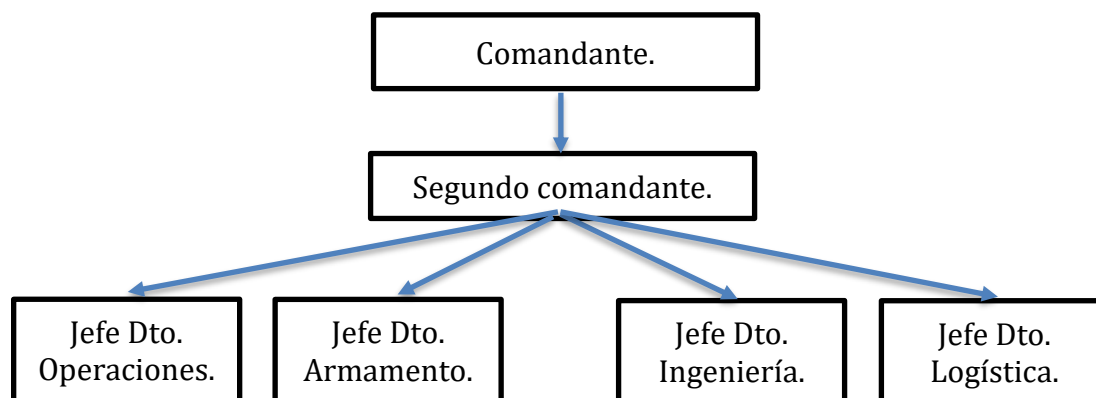 Comandante.
Segundo comandante.
Jefe Dto.
Operaciones.
Jefe Dto.
Armamento.
Jefe Dto.
Ingeniería.
Jefe Dto.
Logística.